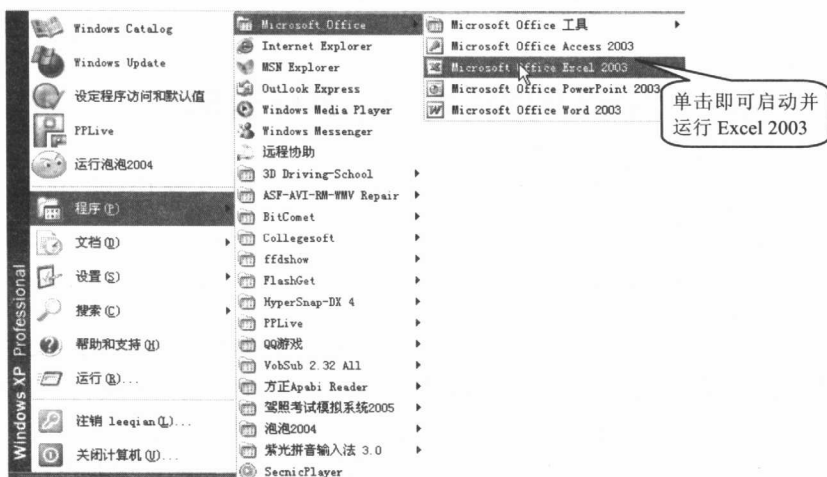 Windows Catalog
Windows Update
设定程序访问和默认值
PPLive
运行泡泡2004
程序(P)
文档(D)
设置(S)
搜索(C)
帮助和支持(H)
运行(R)...
注销 leeqian(L)...
关闭计算机(U)...
Windows XP Professional
Microsoft Office
Internet Explorer
MSN Explorer
Outlook Express
Windows Media Player
Windows Messenger
远程协助
3D Driving-School
ASF-AVI-RM-WMV Repair
BitComet
Collegesoft
ffdshow
FlashGet
HyperSnap-DX 4
PPLive
QQ游戏
VobSub 2.32 All
方正Apabi Reader
驾照考试模拟系统2005
泡泡2004
紫光拼音输入法 3.0
SecnicPlayer
Microsoft Office 工具
Microsoft Office Access 2003
Microsoft Office Excel 2003
Microsoft Office PowerPoint 2003
Microsoft Office Word 2003
单击即可启动并
运行 Excel 2003